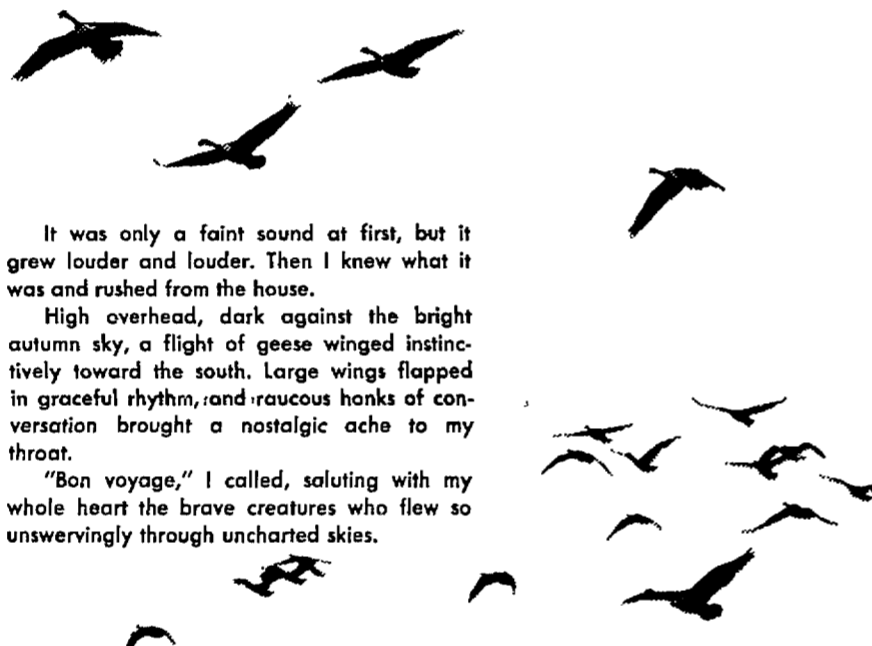 It was only a faint sound at first, but it
grew louder and louder. Then I knew what it
was and rushed from the house.
High overhead, dark against the bright
autumn sky, a flight of geese winged instinc-
tively toward the south. Large wings flapped
in graceful rhythm, and raucous honks of con-
versation brought a nostalgic ache to my
throat.
"Bon voyage," I called, saluting with my
whole heart the brave creatures who flew so
unswervingly through uncharted skies.